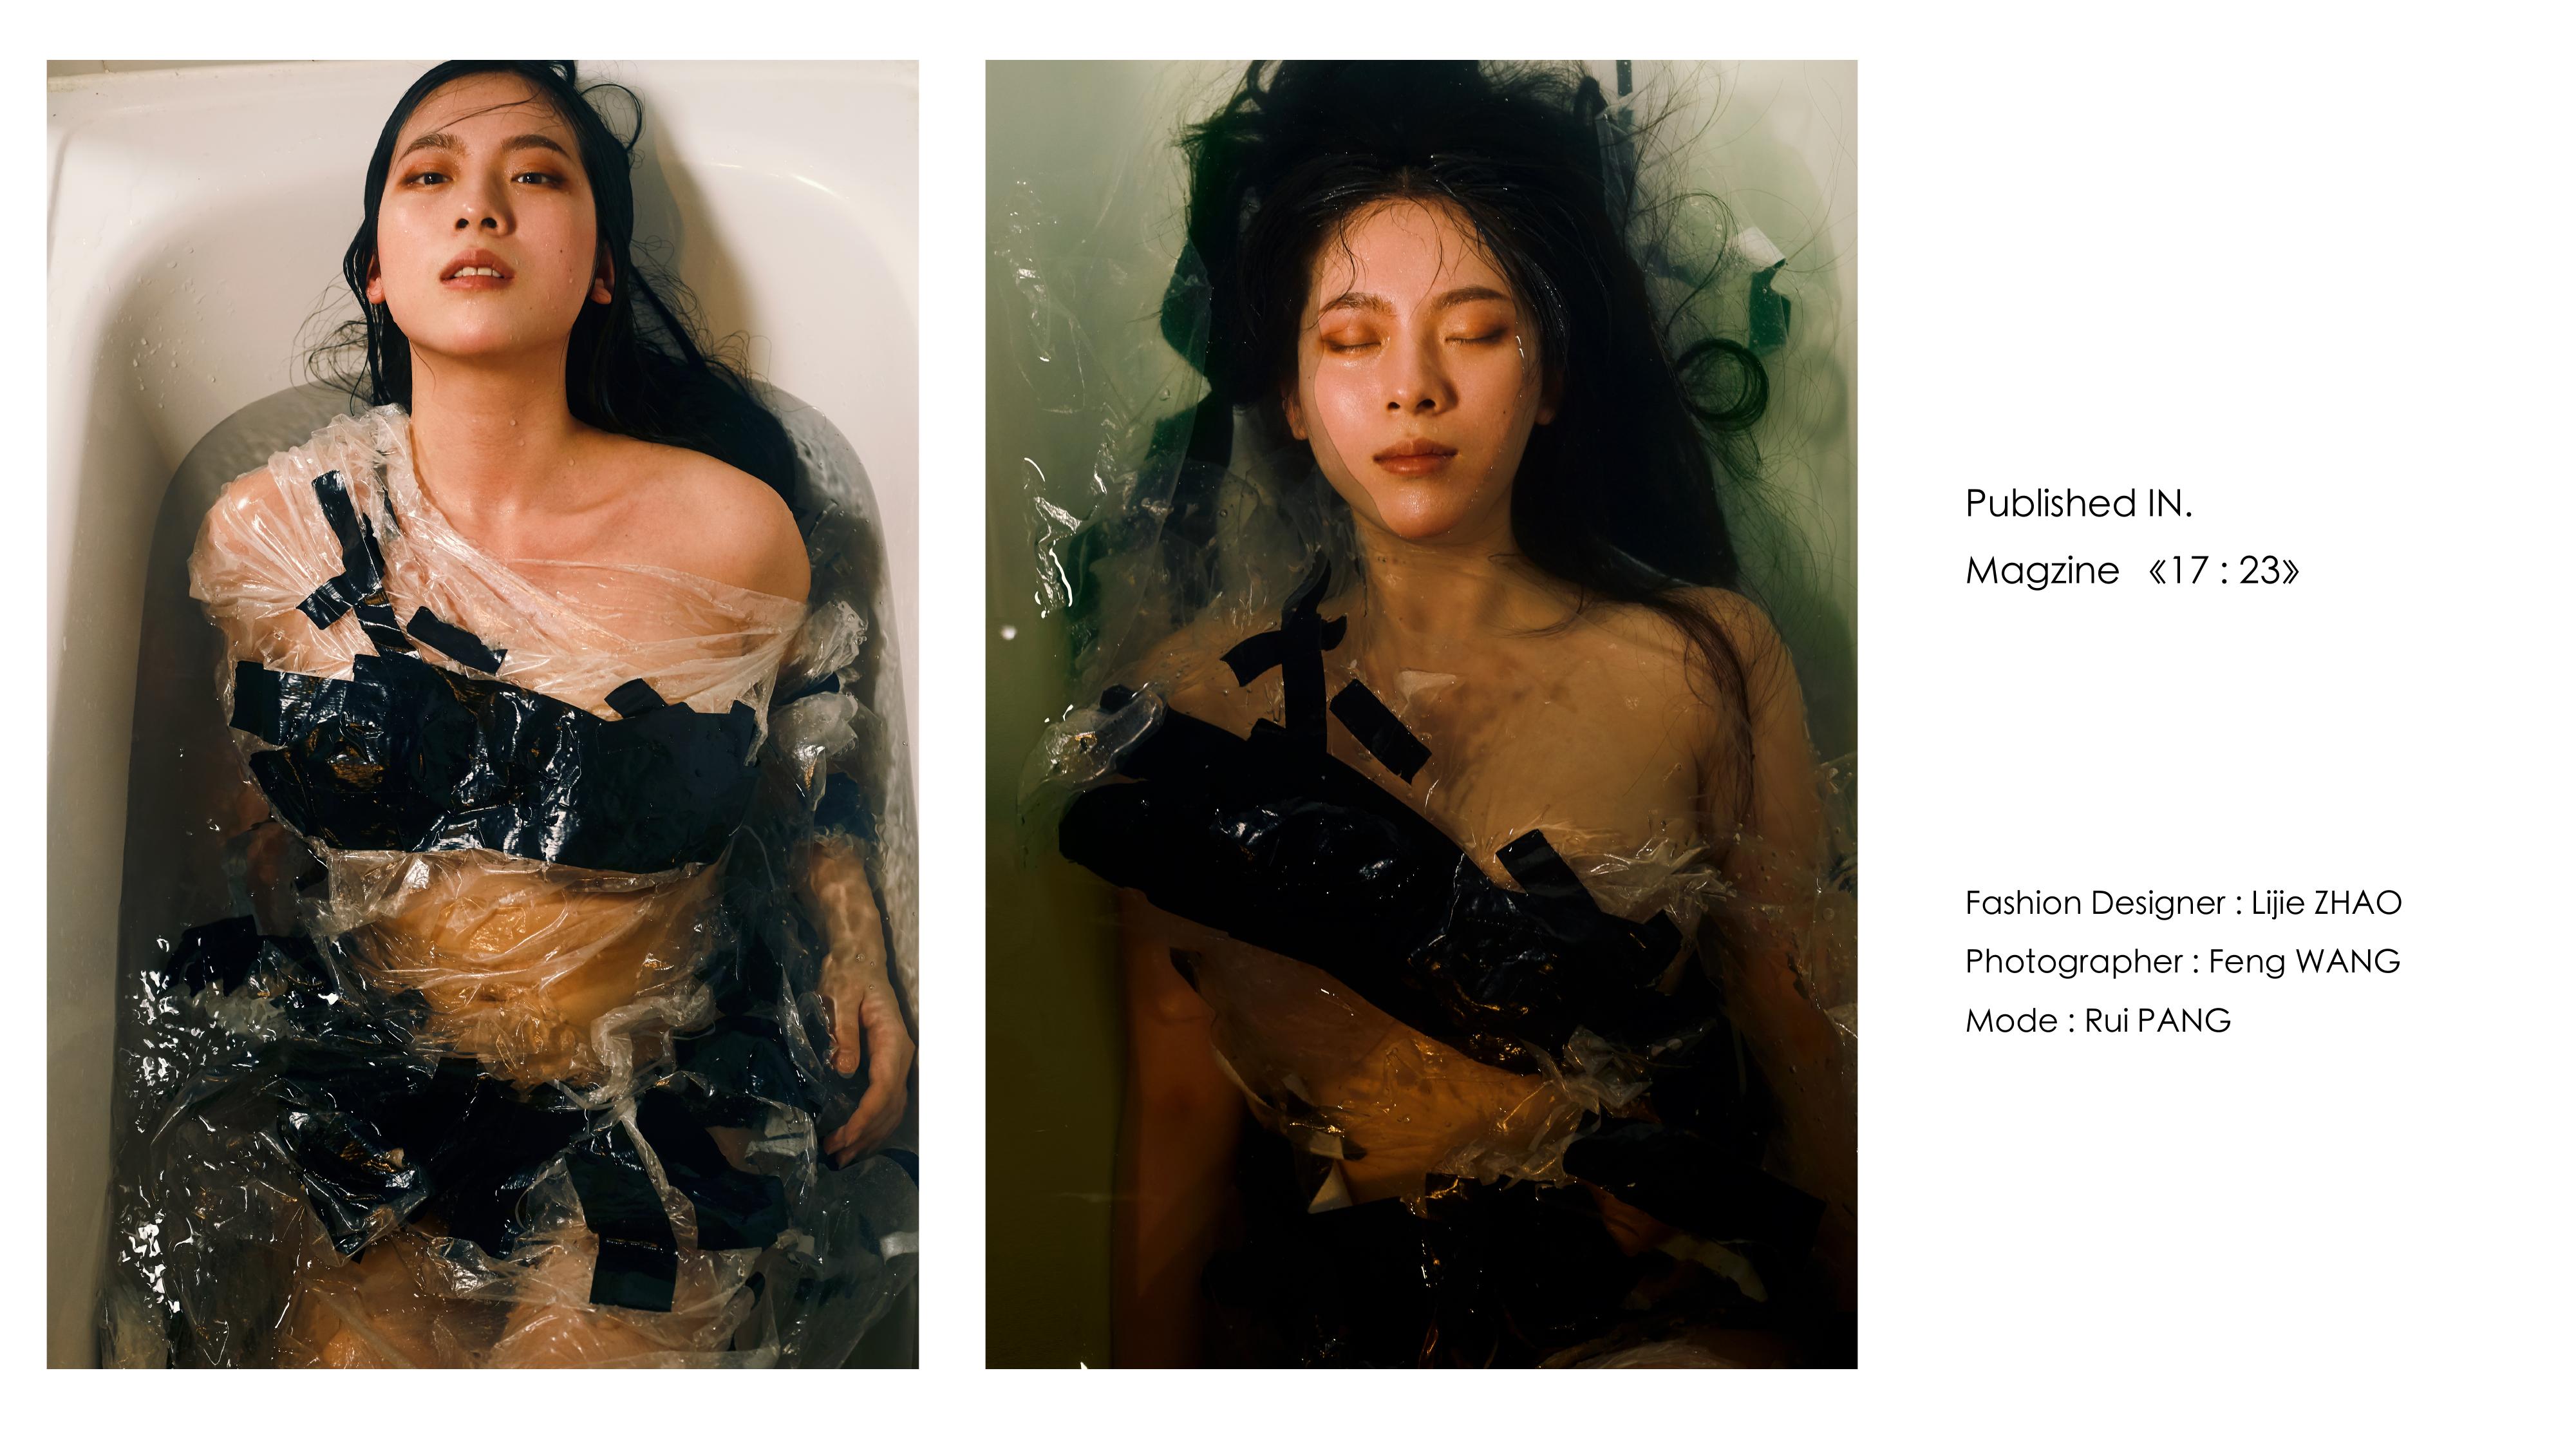 Published IN.
Magzine 《17 : 23》
Fashion Designer : Lijie ZHAO
Photographer : Feng WANG
Mode : Rui PANG